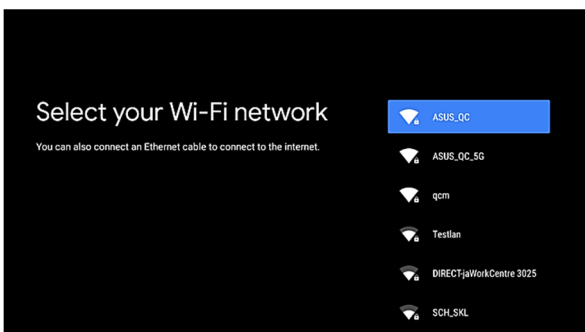 Select your Wi-Fi network
You can also connect an Ethernet cable to connect to the internet.
ASUS_QC
ASUS_QC_5G
qcm
Testlan
DIRECT-jaWorkCentre 3025
SCH_SKL